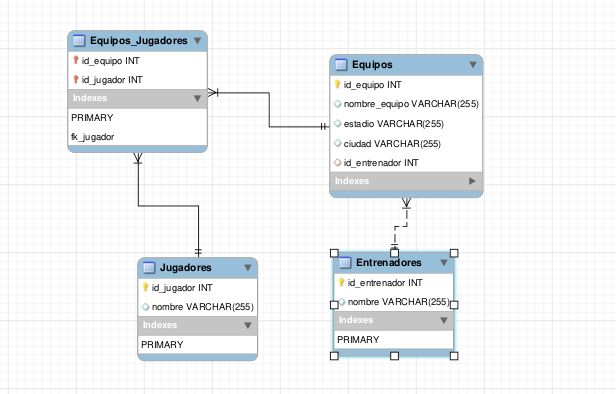 Equipos_Jugadores
id_equipo INT
id_jugador INT
Indexes
PRIMARY
fk_jugador
Equipos
id_equipo INT
nombre_equipo VARCHAR(255)
estadio VARCHAR(255)
ciudad VARCHAR(255)
id_entrenador INT
Indexes
Jugadores
id_jugador INT
nombre VARCHAR(255)
Indexes
PRIMARY
Entrenadores
id_entrenador INT
nombre VARCHAR(255)
Indexes
PRIMARY